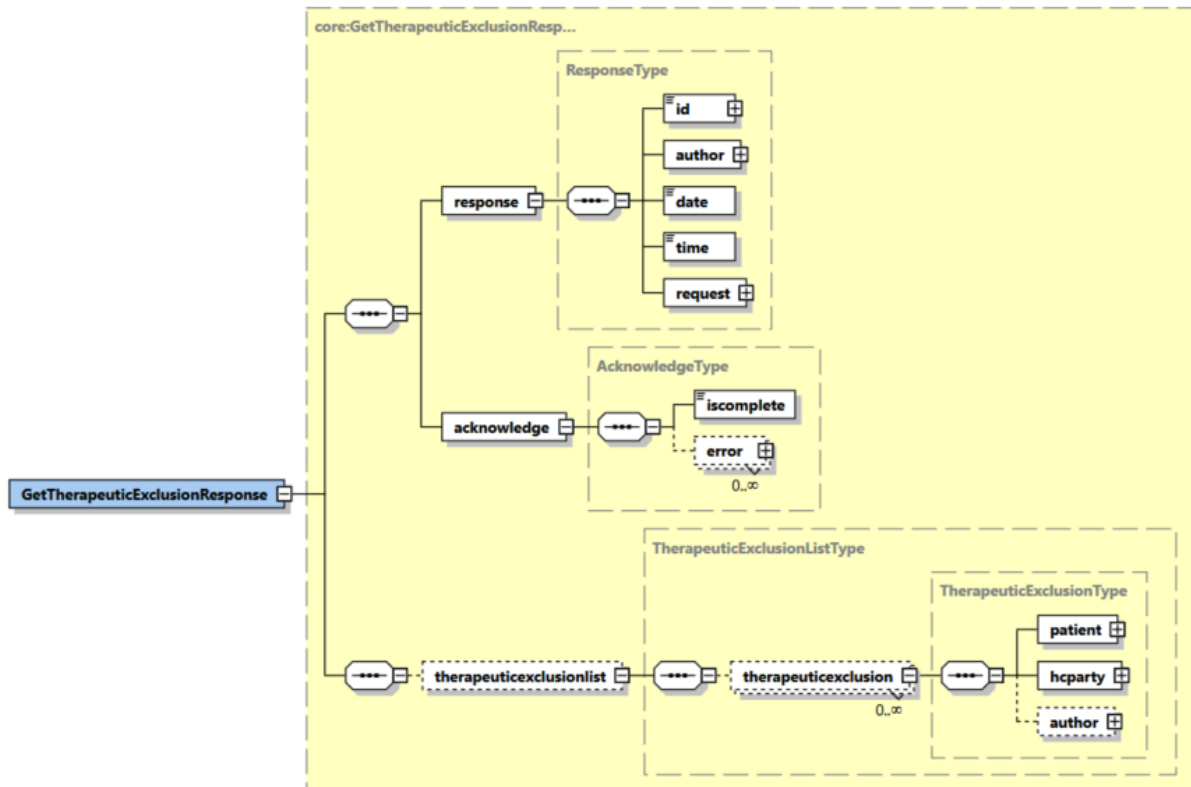 core:GetTherapeuticExclusionResp...
ResponseType
id
author
date
time
request
response
AcknowledgeType
iscomplete
error
0..∞
acknowledge
GetTherapeuticExclusionResponse
TherapeuticExclusionListType
TherapeuticExclusionType
patient
hcparty
author
therapeuticexclusionlist
therapeuticexclusion
0..∞